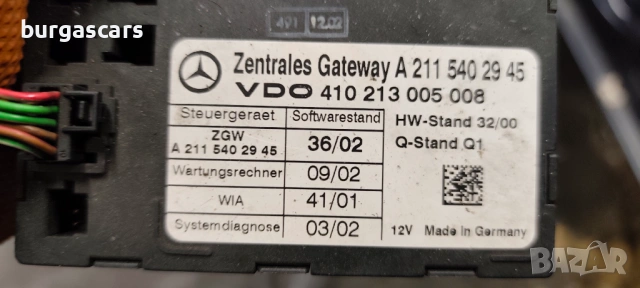 burgascars
491 12.02
Zentrales Gateway A 211 540 29 45
VDO 410 213 005 008
Steuergeraet Softwarestand HW-Stand 32/00
ZGW
A 211 540 29 45 36/02 Q-Stand Q1
Wartungsrechner 09/02
WIA 41/01
Systemdiagnose 03/02 12V Made in Germany
BAZAR
bg